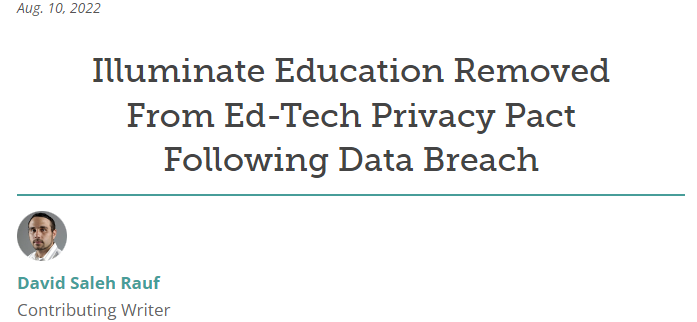 Aug. 10, 2022
Illuminate Education Removed
From Ed-Tech Privacy Pact
Following Data Breach
David Saleh Rauf
Contributing Writer